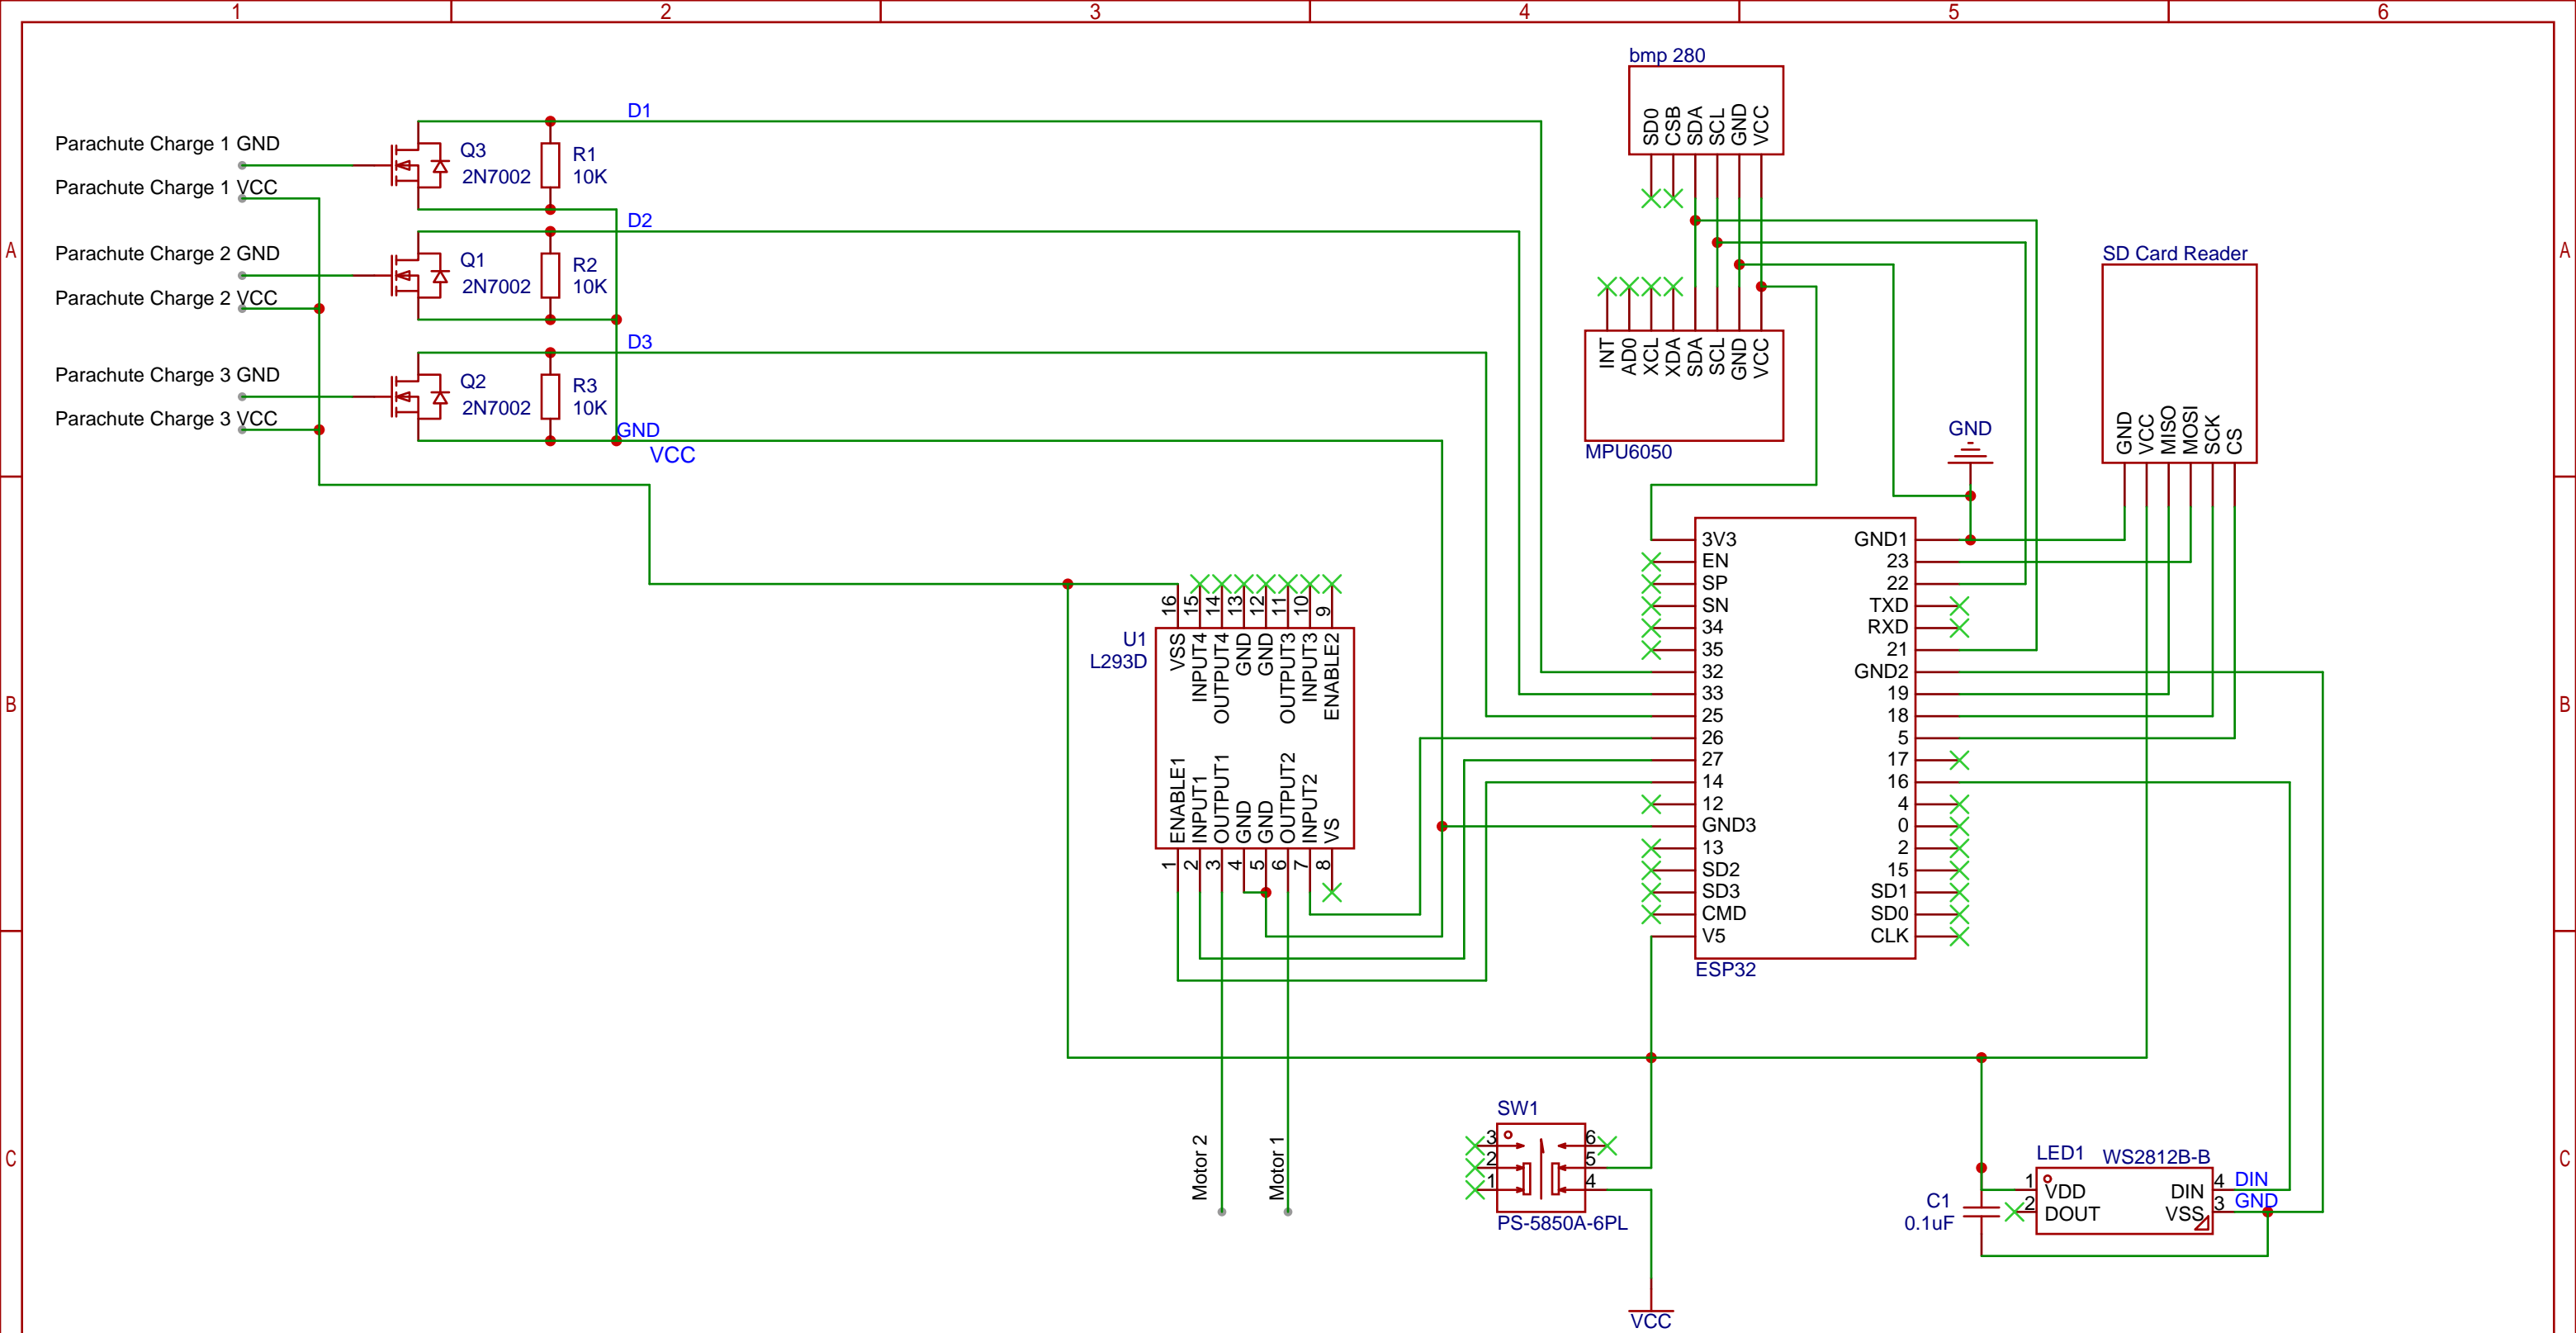 1
2
3
4
5
6
A
B
C
A
B
C
Parachute Charge 1 GND
Parachute Charge 1 VCC
Parachute Charge 2 GND
Parachute Charge 2 VCC
Parachute Charge 3 GND
Parachute Charge 3 VCC
Q3
2N7002
R1
10K
D1
Q1
2N7002
R2
10K
D2
Q2
2N7002
R3
10K
D3
GND
VCC
bmp 280
SD0
CSB
SDA
SCL
GND
VCC
INT
AD0
XCL
XDA
SDA
SCL
GND
VCC
MPU6050
SD Card Reader
GND
VCC
MISO
MOSI
SCK
CS
GND
U1
L293D
16
15
14
13
12
11
10
9
VSS
INPUT4
OUTPUT4
GND
GND
OUTPUT3
INPUT3
ENABLE2
ENABLE1
INPUT1
OUTPUT1
GND
GND
OUTPUT2
INPUT2
VS
1
2
3
4
5
6
7
8
3V3
EN
SP
SN
34
35
32
33
25
26
27
14
12
GND3
13
SD2
SD3
CMD
V5
GND1
23
22
TXD
RXD
21
GND2
19
18
5
17
16
4
0
2
15
SD1
SD0
CLK
ESP32
Motor 2
Motor 1
SW1
3
2
1
6
5
4
PS-5850A-6PL
VCC
C1
0.1uF
LED1
WS2812B-B
1
2
VDD
DOUT
DIN
VSS
4
3
DIN
GND